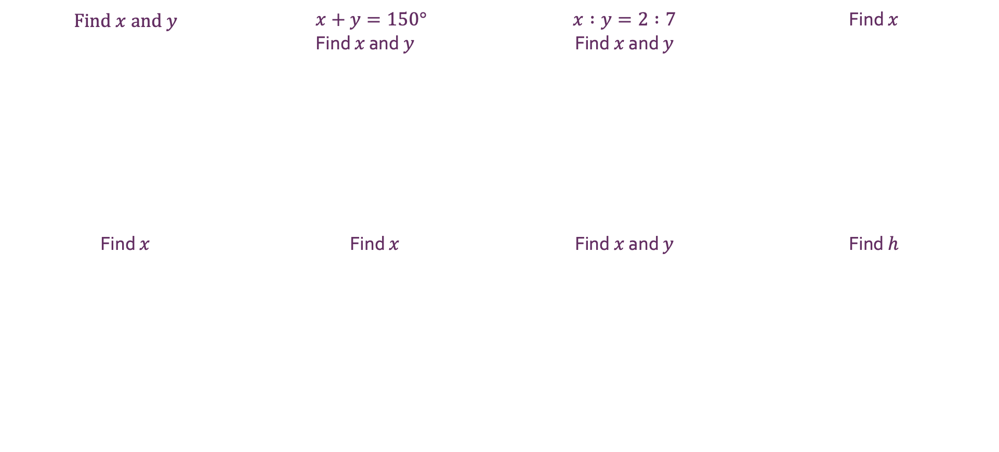 Find x and y
x + y = 150°
Find x and y
x : y = 2 : 7
Find x and y
Find x
Find x
Find x
Find x and y
Find h